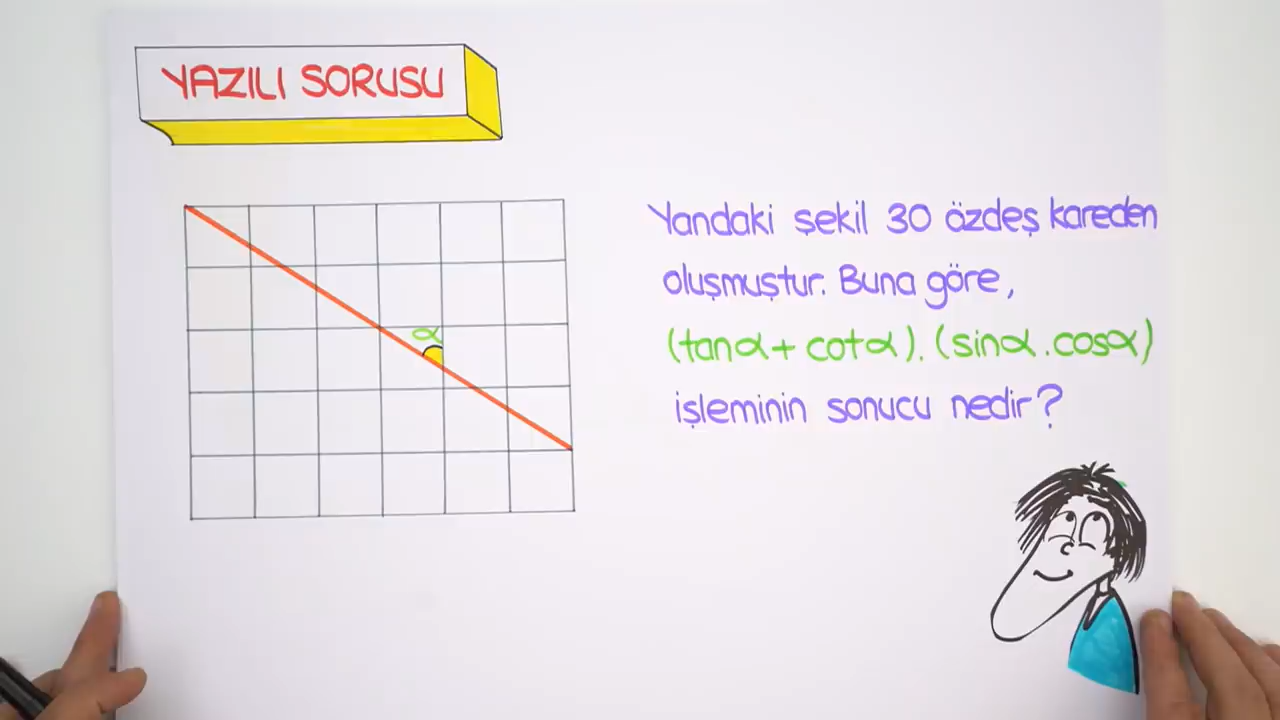 YAZILI SORUSU
Yandaki şekil 30 özdeş kareden
oluşmuştur. Buna göre,
(tanα + cotα). (sinα.cosα)
işleminin sonucu nedir?
α